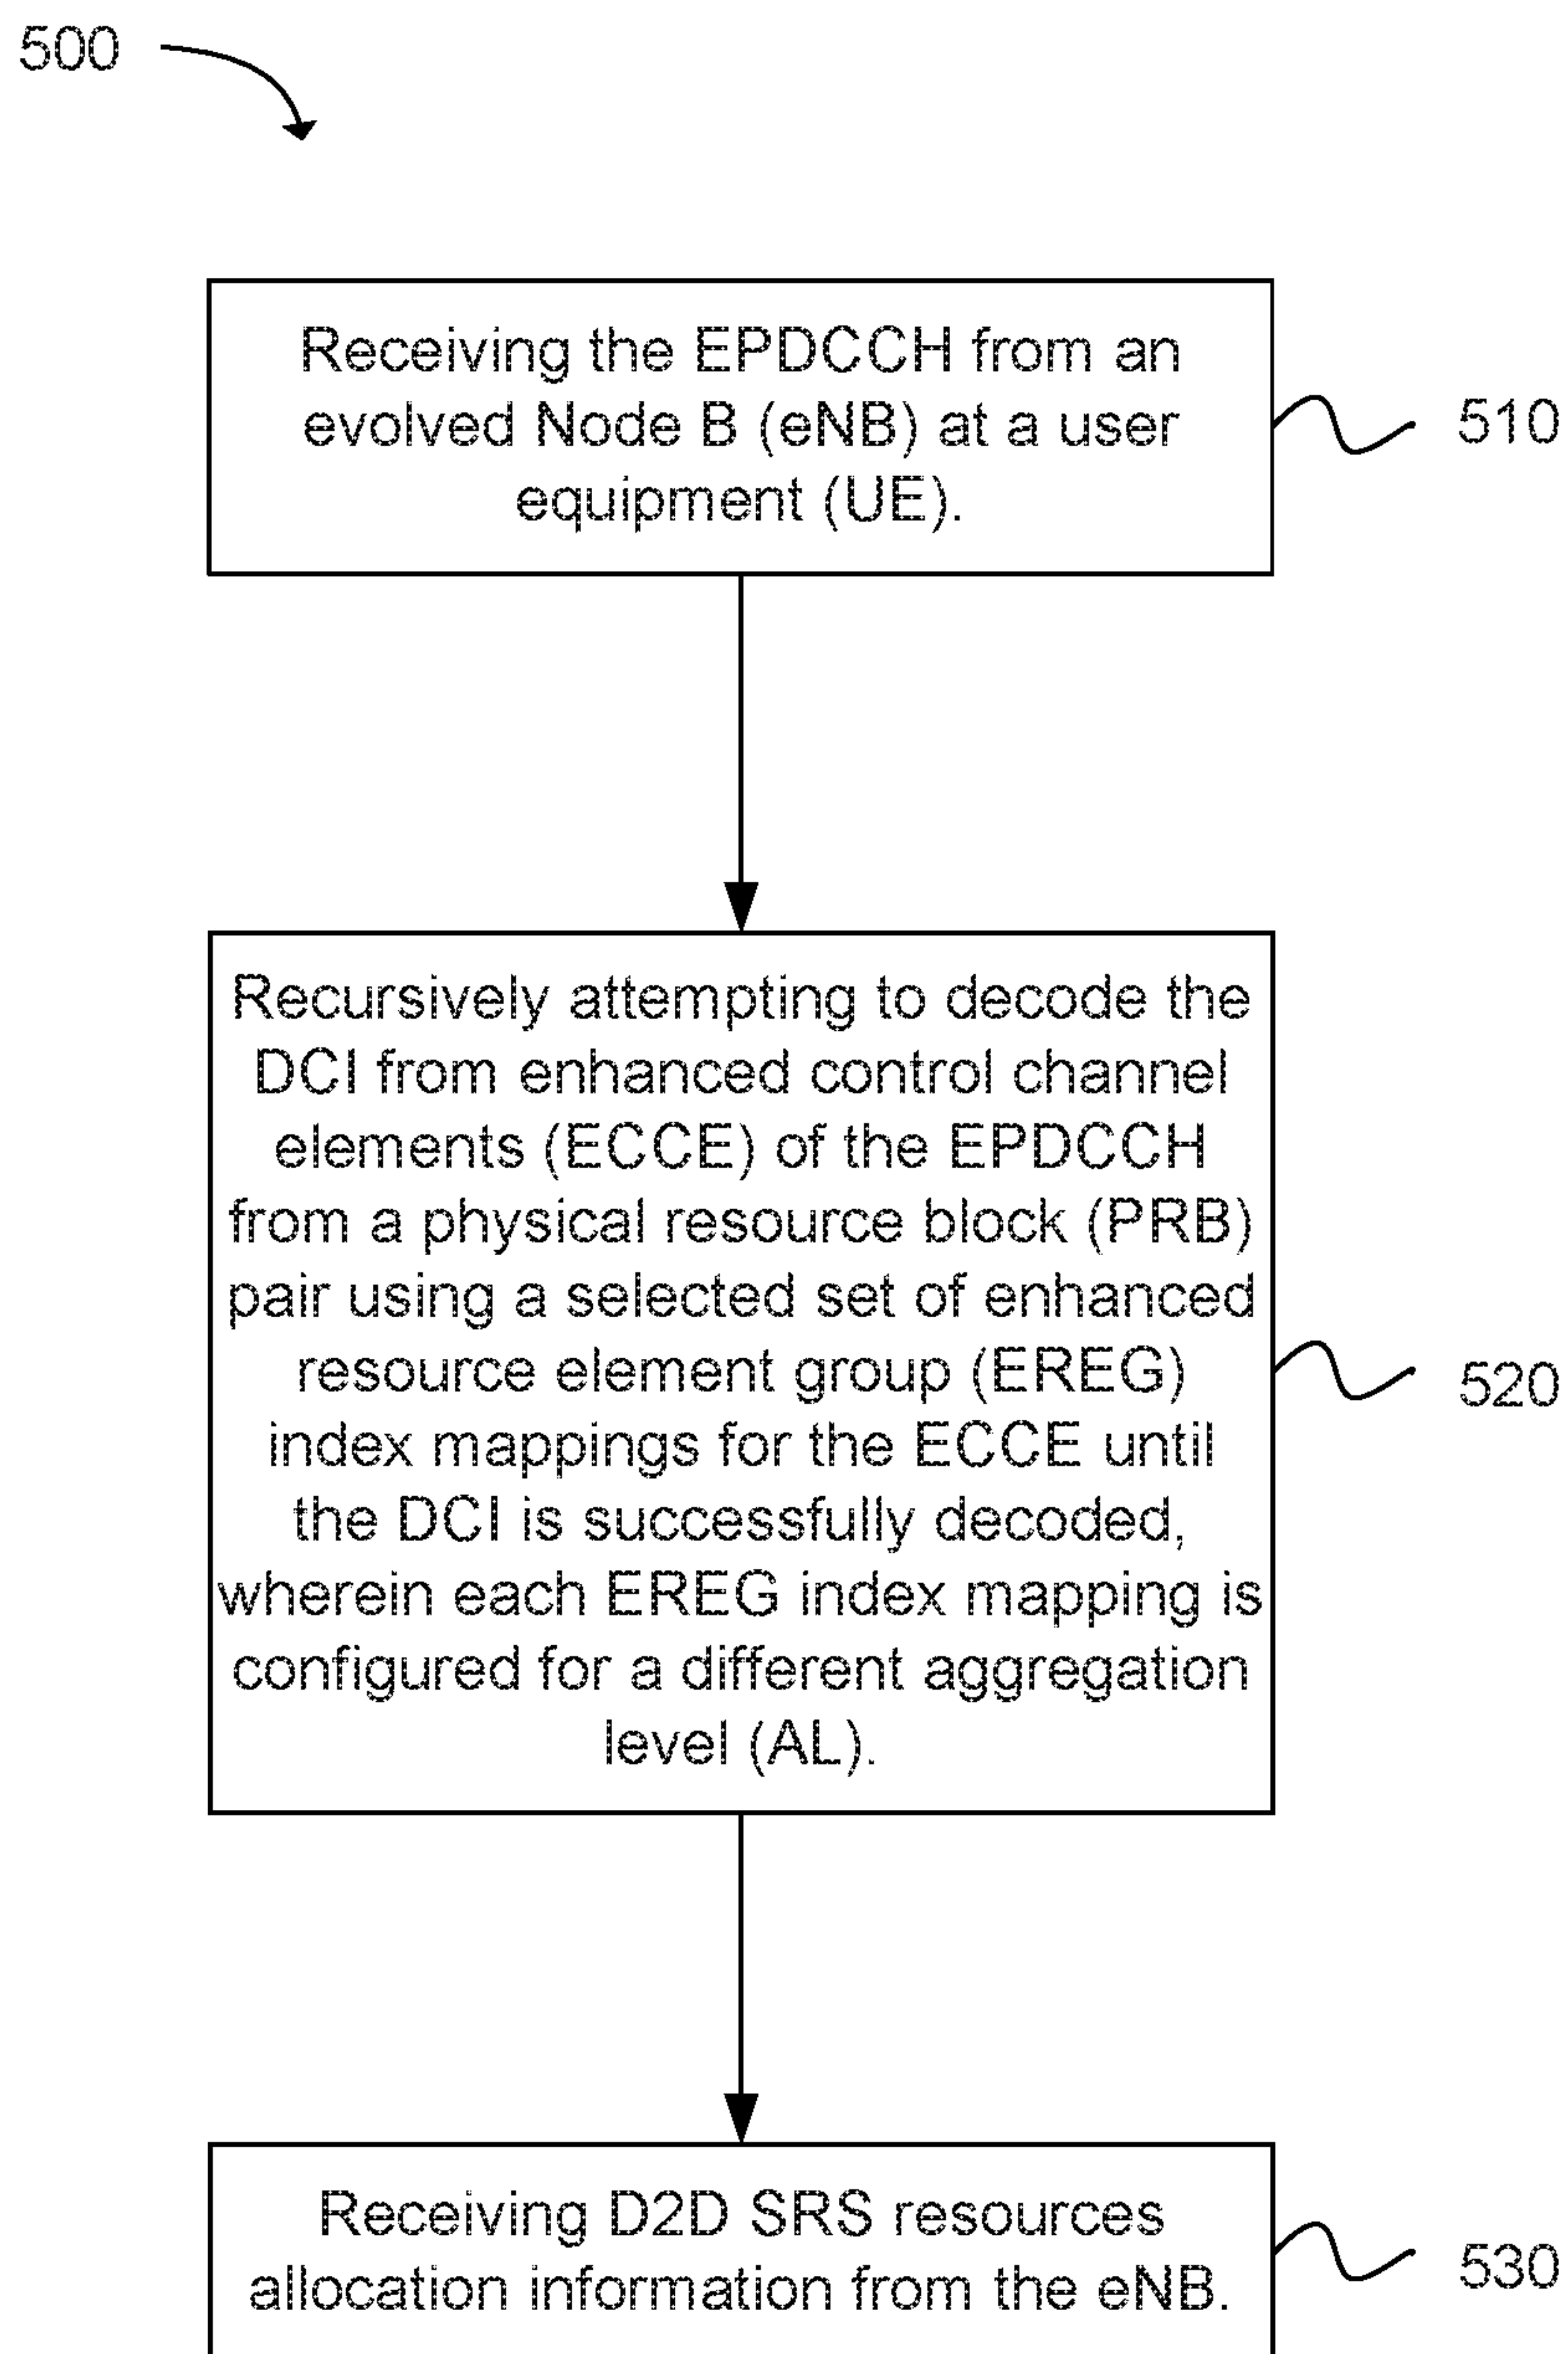 500
Receiving the EPDCCH from an
evolved Node B (eNB) at a user
equipment (UE).
510
Recursively attempting to decode the
DCI from enhanced control channel
elements (ECCE) of the EPDCCH
from a physical resource block (PRB)
pair using a selected set of enhanced
resource element group (EREG)
index mappings for the ECCE until
the DCI is successfully decoded,
wherein each EREG index mapping is
configured for a different aggregation
level (AL).
520
Receiving D2D SRS resources
allocation information from the eNB.
530